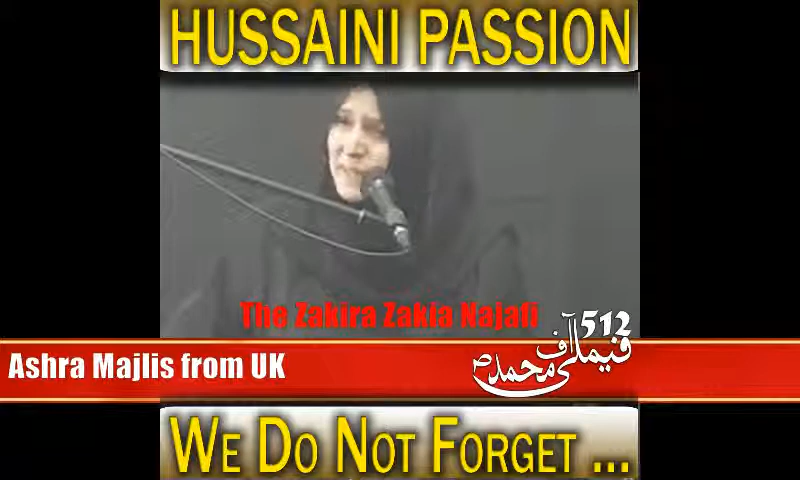 HUSSAINI PASSION
The Zakira Zakia Najafi
512
فیملی آف محمدؐ
Ashra Majlis from UK
WE DO NOT FORGET ...